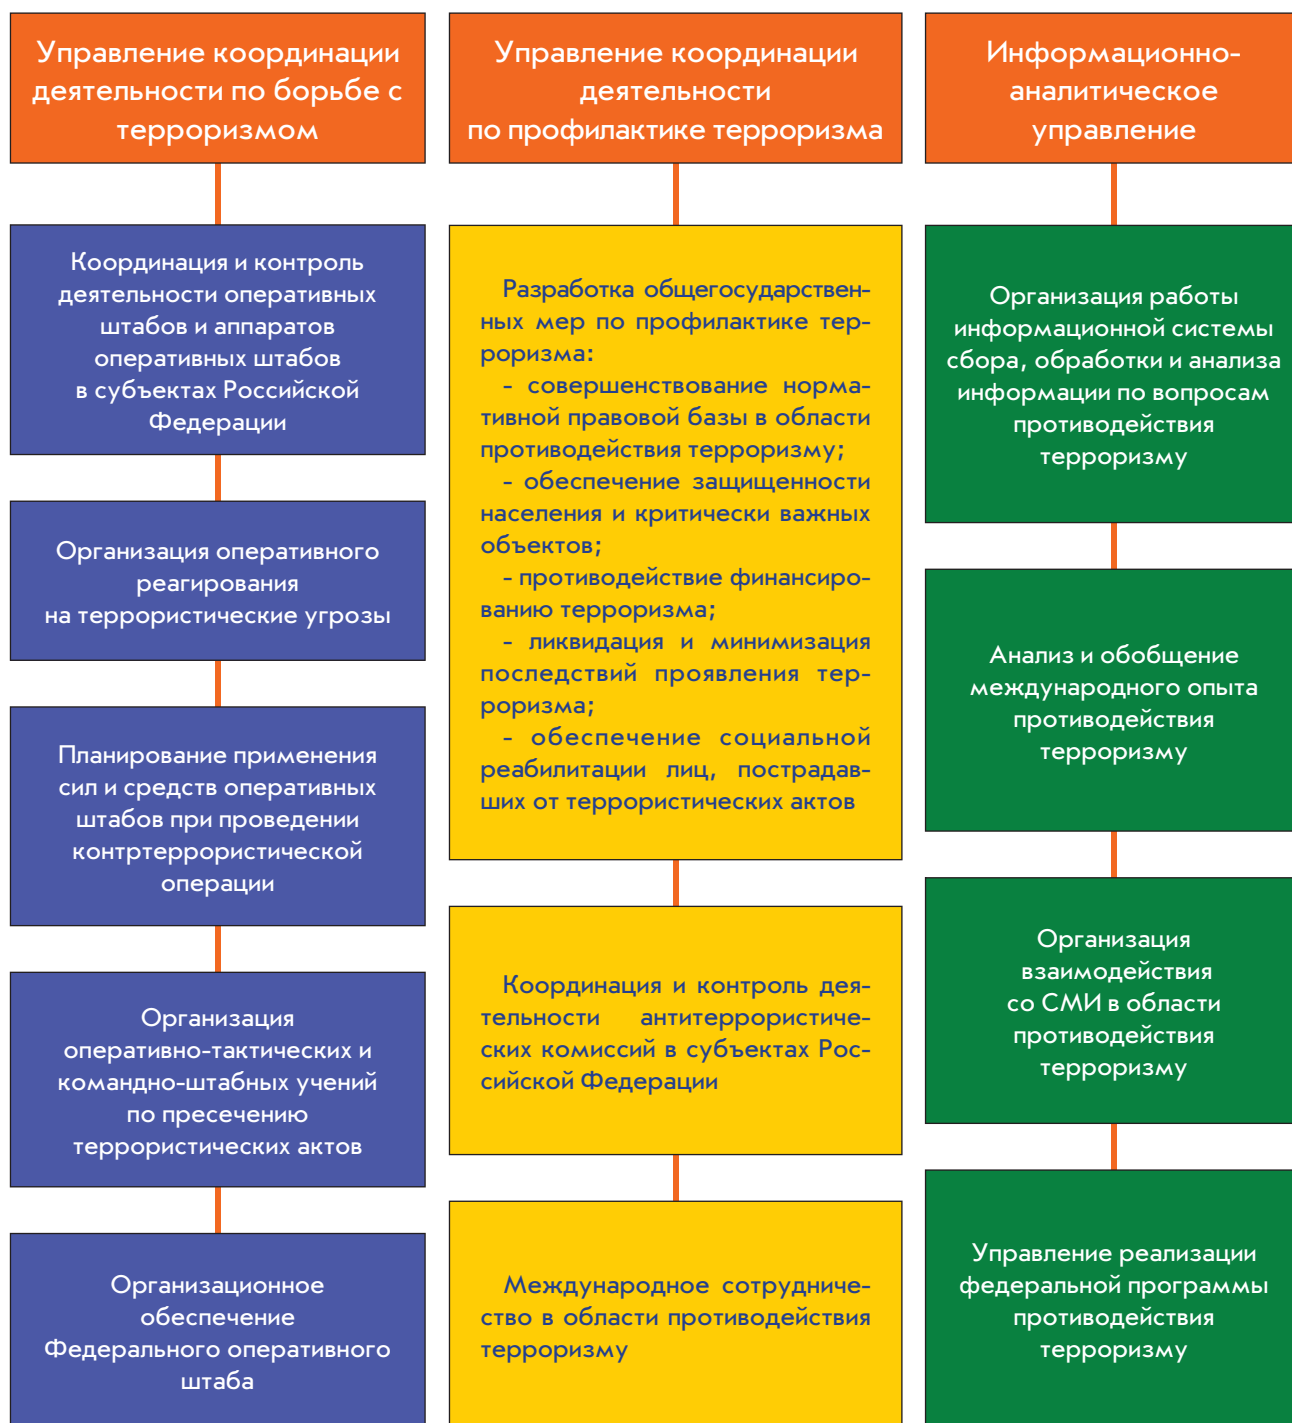 Управление координации
деятельности по борьбе с
терроризмом
Координация и контроль
деятельности оперативных
штабов и аппаратов
оперативных штабов
в субъектах Российской
Федерации
Организация оперативного
реагирования
на террористические угрозы
Планирование применения
сил и средств оперативных
штабов при проведении
контртеррористической
операции
Организация
оперативно-тактических и
командно-штабных учений
по пресечению
террористических актов
Организационное
обеспечение
Федерального оперативного
штаба
Управление координации
деятельности
по профилактике терроризма
Разработка общегосударствен-
ных мер по профилактике тер-
роризма:
- совершенствование норма-
тивной правовой базы в области
противодействия терроризму;
- обеспечение защищенности
населения и критически важных
объектов;
- противодействие финансиро-
ванию терроризма;
- ликвидация и минимизация
последствий проявления тер-
роризма;
- обеспечение социальной
реабилитации лиц, пострадав-
ших от террористических актов
Координация и контроль дея-
тельности антитеррористиче-
ских комиссий в субъектах Рос-
сийской Федерации
Международное сотрудниче-
ство в области противодействия
терроризму
Информационно-
аналитическое
управление
Организация работы
информационной системы
сбора, обработки и анализа
информации по вопросам
противодействия
терроризму
Анализ и обобщение
международного опыта
противодействия
терроризму
Организация
взаимодействия
со СМИ в области
противодействия
терроризму
Управление реализации
федеральной программы
противодействия
терроризму